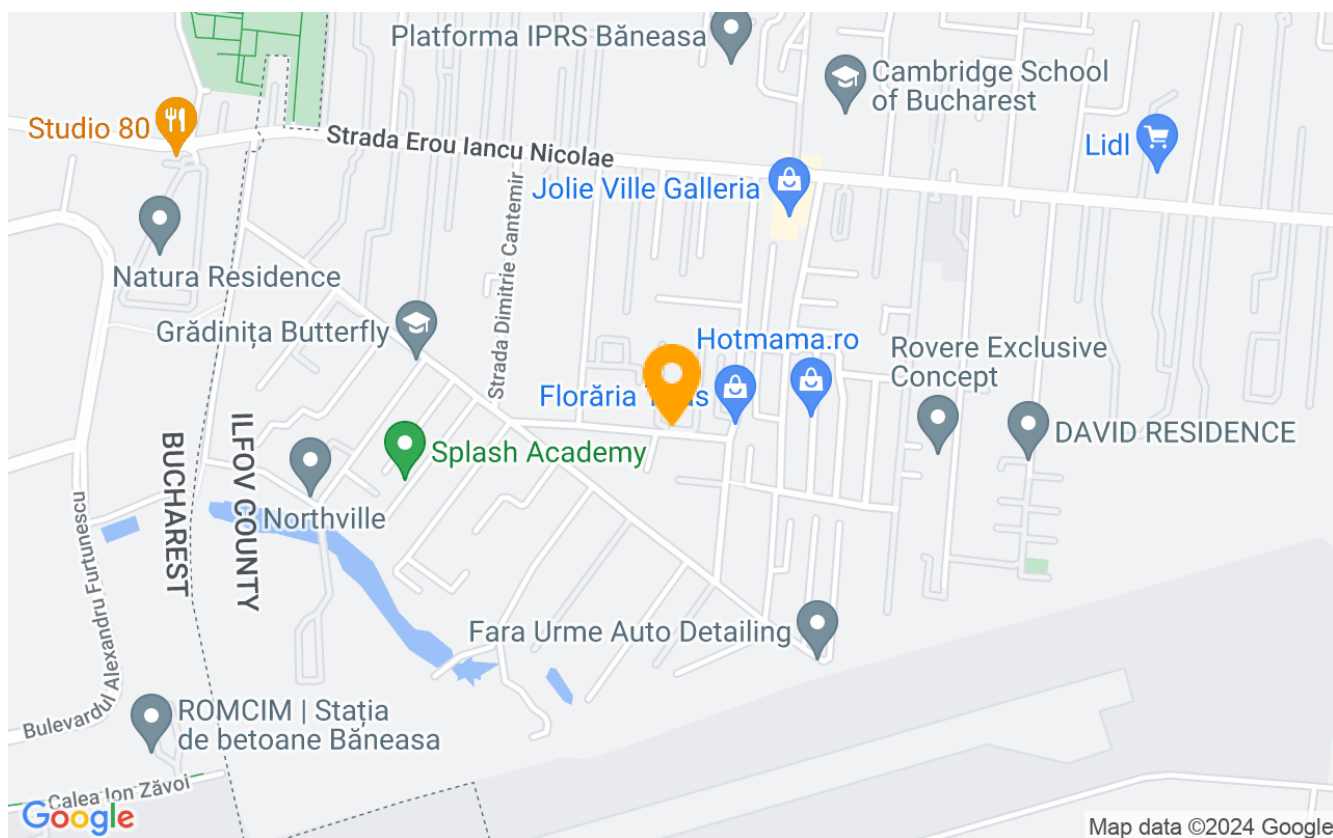 Platforma IPRS Băneasa
Cambridge School
of Bucharest
Studio 80
Strada Erou Iancu Nicolae
Lidl
Jolie Ville Galleria
Strada Dimitrie Cantemir
Natura Residence
Grădinița Butterfly
Hotmama.ro
Rovere Exclusive
Concept
Florăria
DAVID RESIDENCE
Splash Academy
ILFOV COUNTY
BUCHAREST
Northville
Bulevardul Alexandru Furtunescu
Fara Urme Auto Detailing
ROMCIM | Stația
de betoane Băneasa
Calea Ion Zăvoi
Google
Map data ©2024 Google